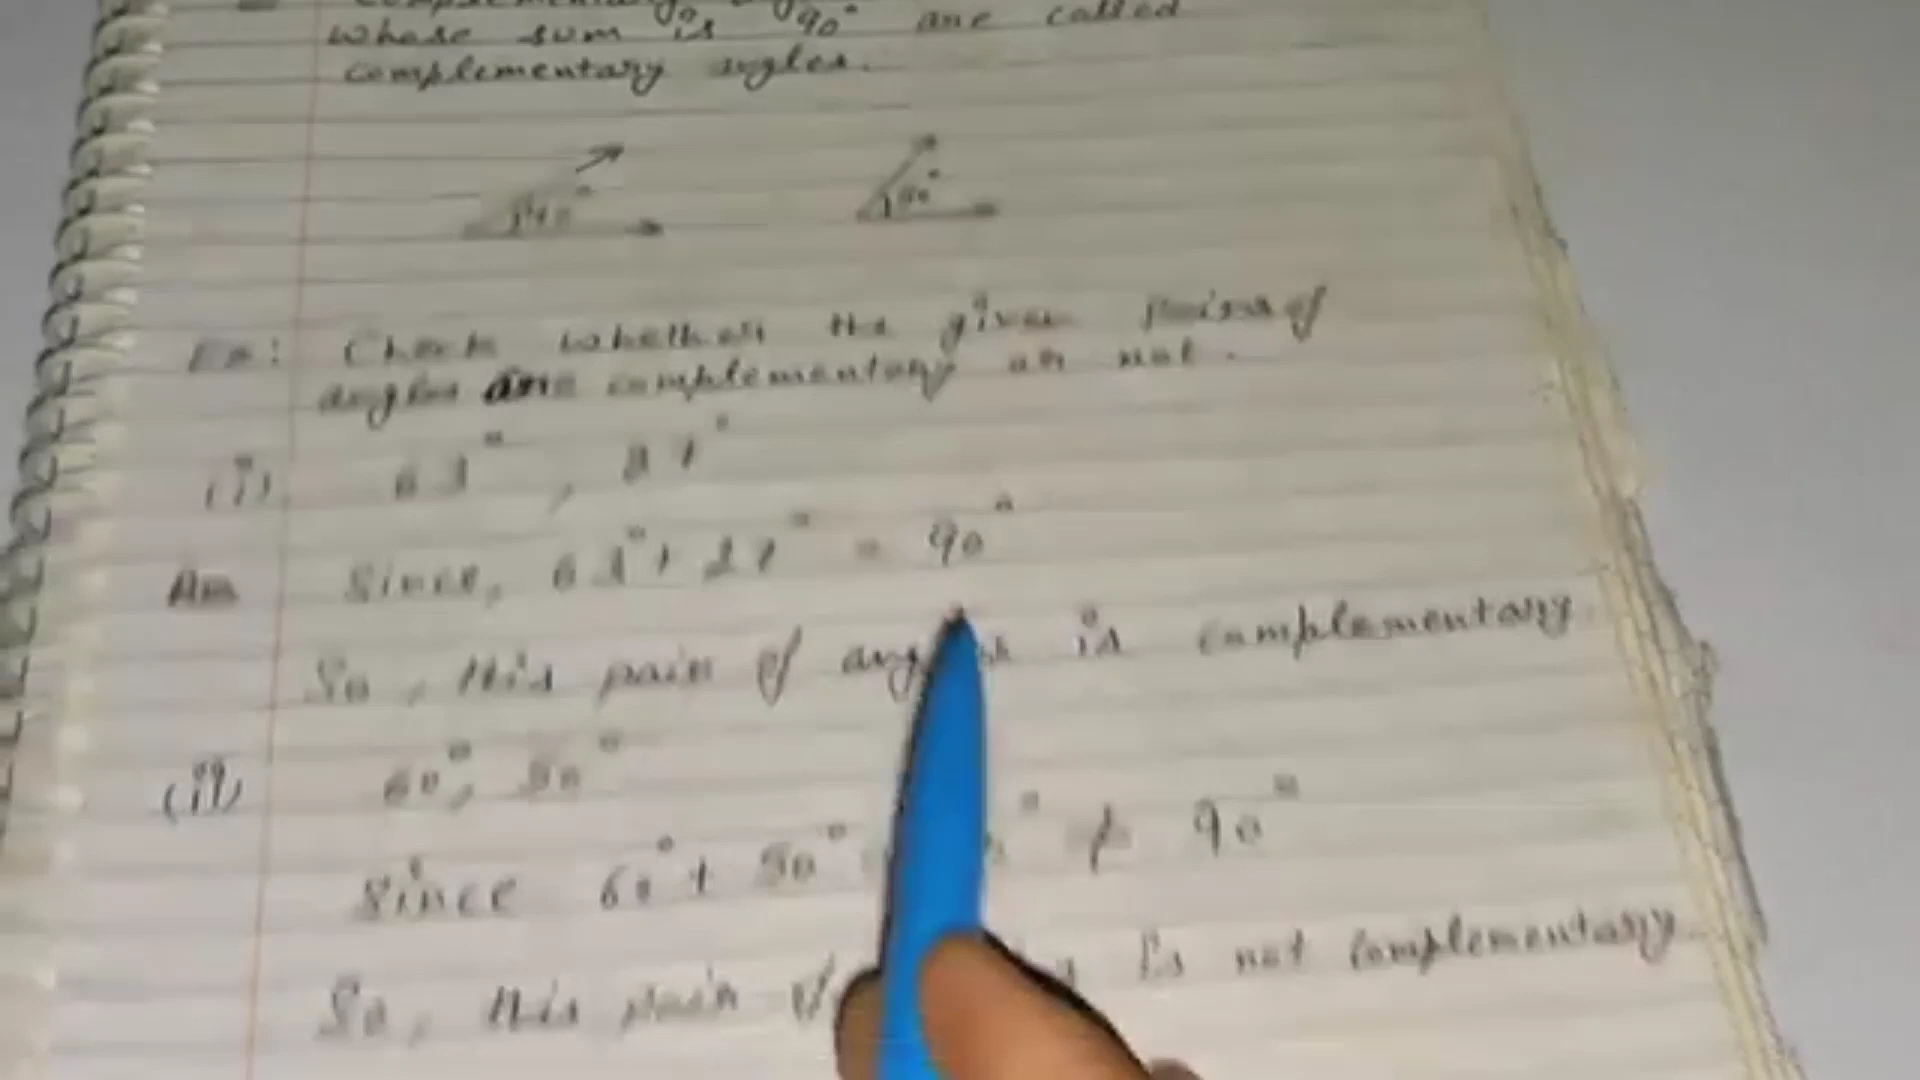 whose sum is 90° are called
complementary angles.
Ex: Check whether the given pairs of
angles are complementary or not.
(i) 63°, 27°
Ans Since, 63° + 27° = 90°
So, this pair of angles is complementary.
(ii) 60°, 50°
Since 60° + 50° ≠ 90°
So, this pair of is not complementary.